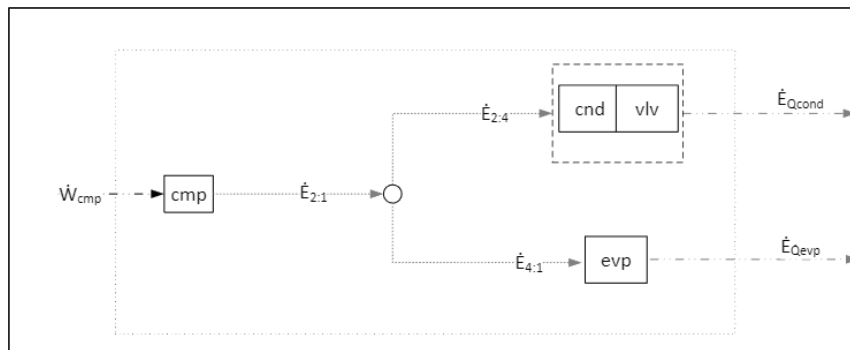 cnd vlv
Ė2:4
ĖQcond
Ẇcmp
cmp
Ė2:1
Ė4:1
evp
ĖQevp